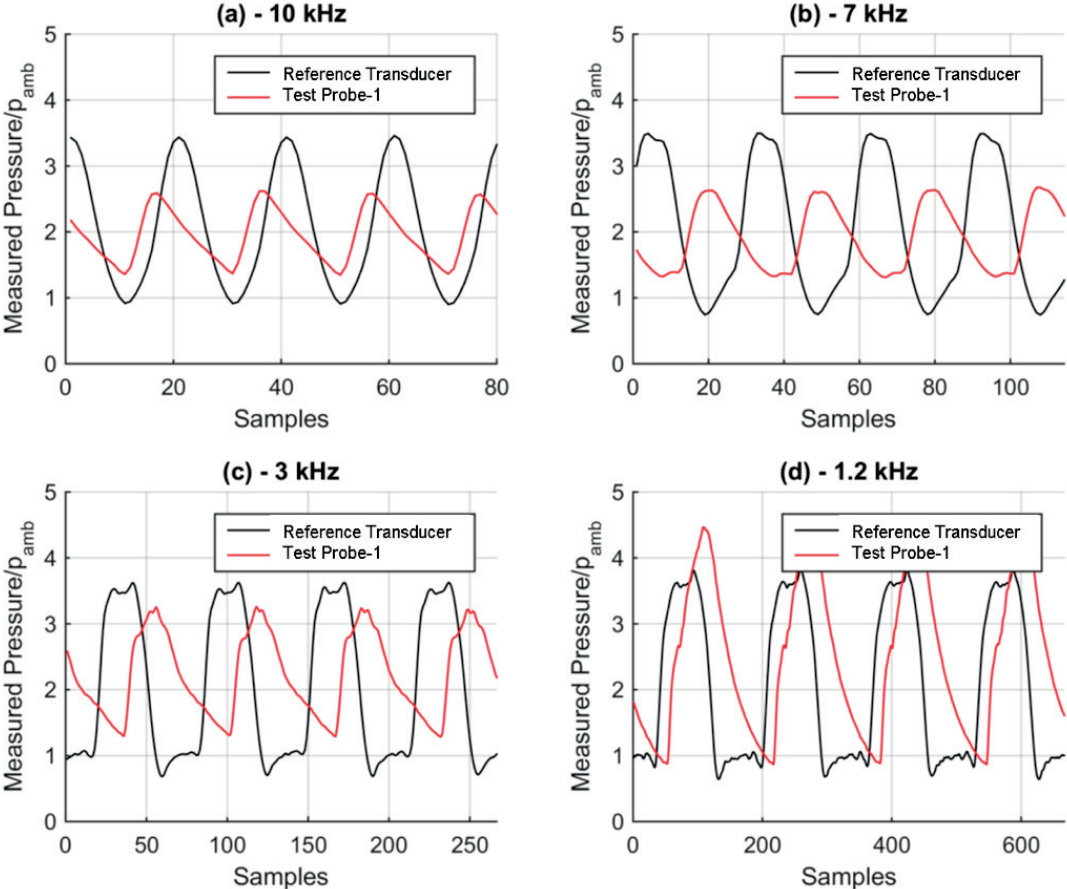 (a) - 10 kHz
Measured Pressure/p_amb
5
4
3
2
1
0
Reference Transducer
Test Probe-1
0 20 40 60 80
Samples
(b) - 7 kHz
Measured Pressure/p_amb
5
4
3
2
1
0
Reference Transducer
Test Probe-1
0 20 40 60 80 100
Samples
(c) - 3 kHz
Measured Pressure/p_amb
5
4
3
2
1
0
Reference Transducer
Test Probe-1
0 50 100 150 200 250
Samples
(d) - 1.2 kHz
Measured Pressure/p_amb
5
4
3
2
1
0
Reference Transducer
Test Probe-1
0 200 400 600
Samples